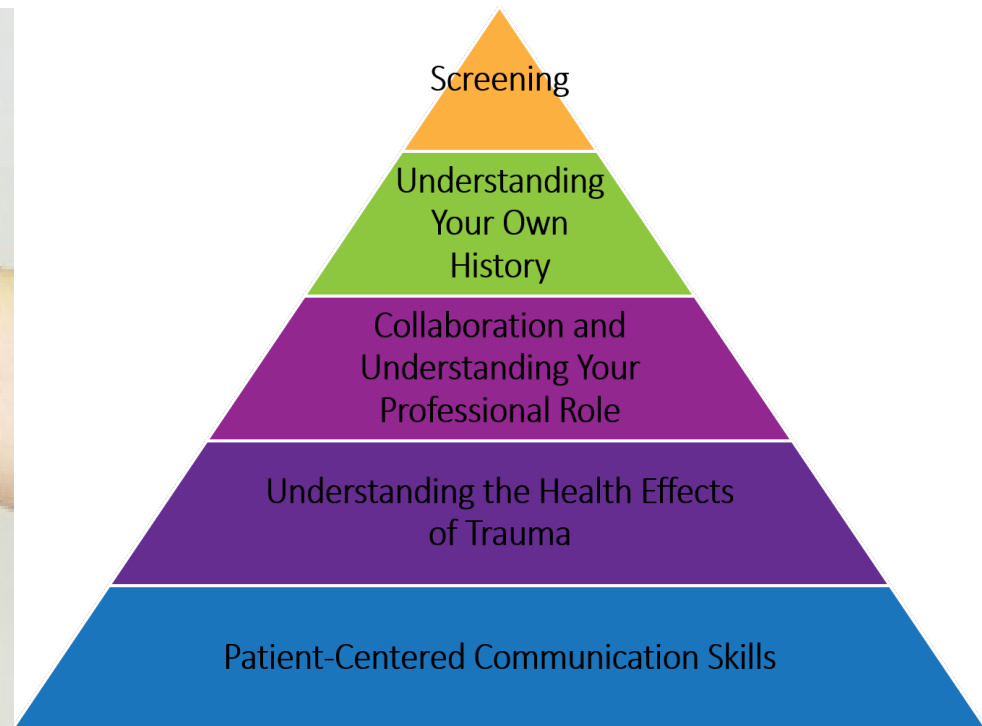 Screening
Understanding
Your Own
History
Collaboration and
Understanding Your
Professional Role
Understanding the Health Effects
of Trauma
Patient-Centered Communication Skills